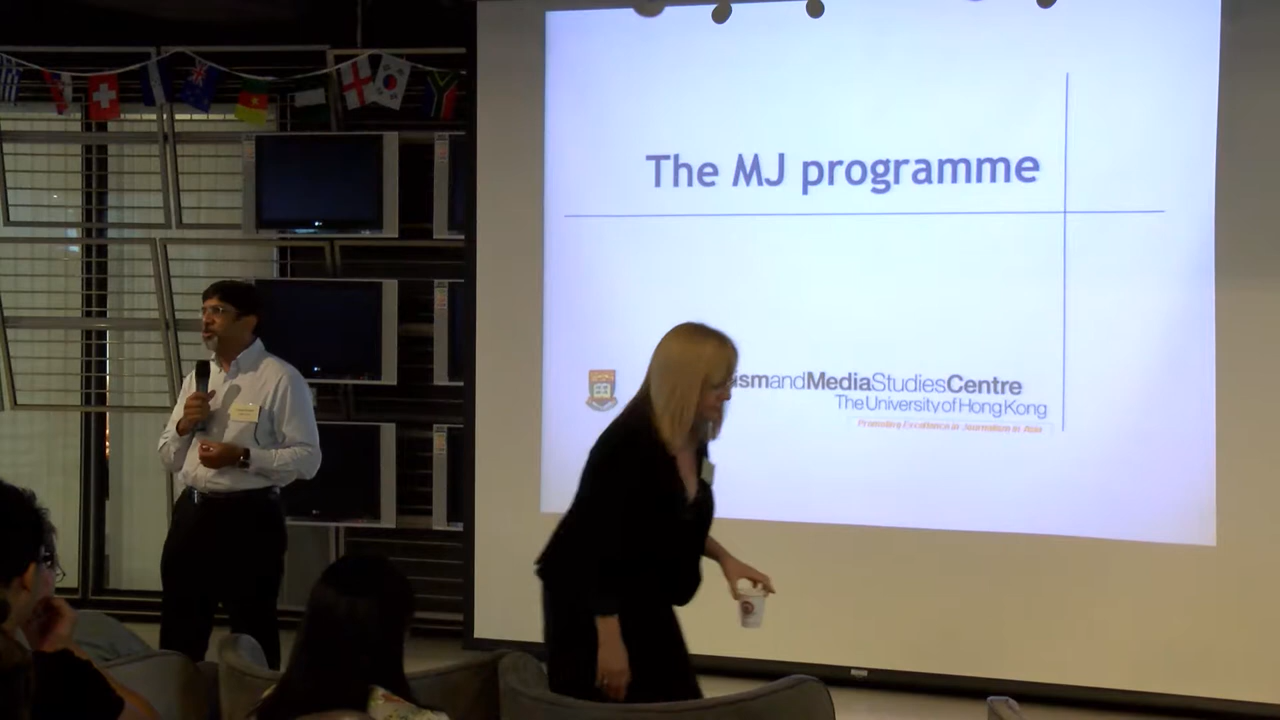 The MJ programme
ismandMediaStudiesCentre
The University of Hong Kong
Promoting Excellence in Journalism in Asia